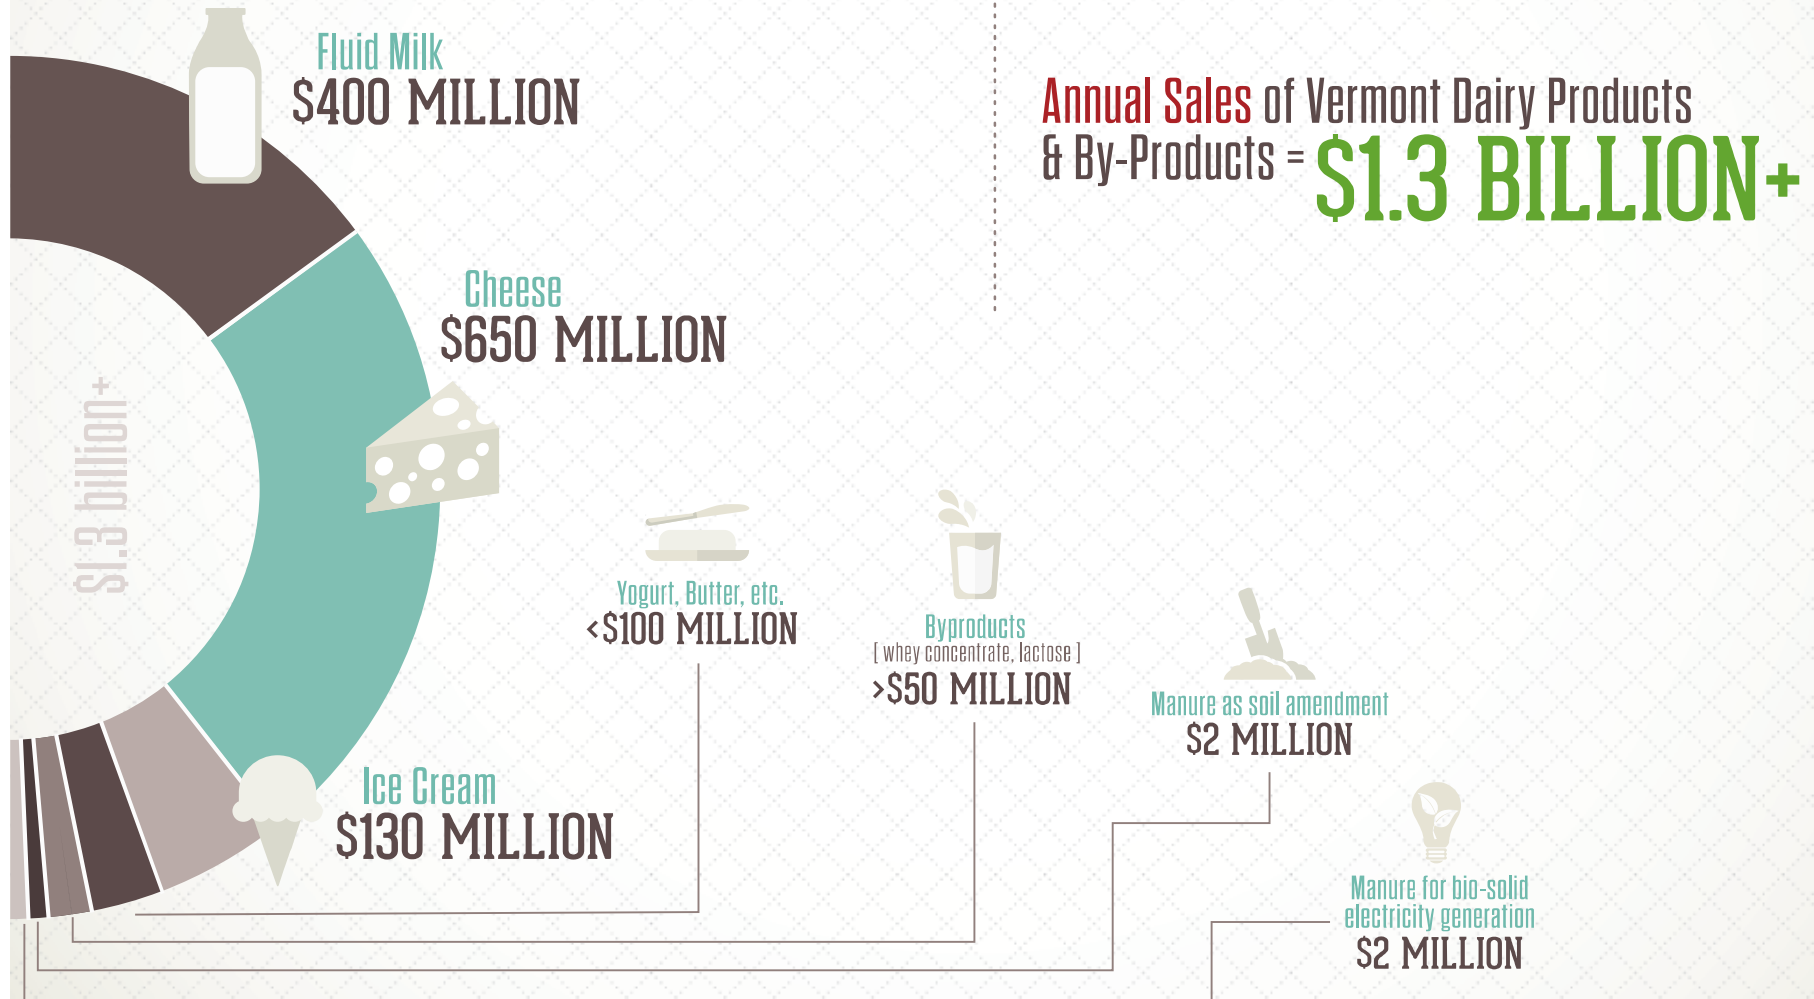 Fluid Milk
$400 MILLION
Annual Sales of Vermont Dairy Products
& By-Products = $1.3 BILLION+
Cheese
$650 MILLION
$1.3 billion+
Yogurt, Butter, etc.
<$100 MILLION
Byproducts
[ whey concentrate, lactose ]
>$50 MILLION
Manure as soil amendment
$2 MILLION
Ice Cream
$130 MILLION
Manure for bio-solid
electricity generation
$2 MILLION